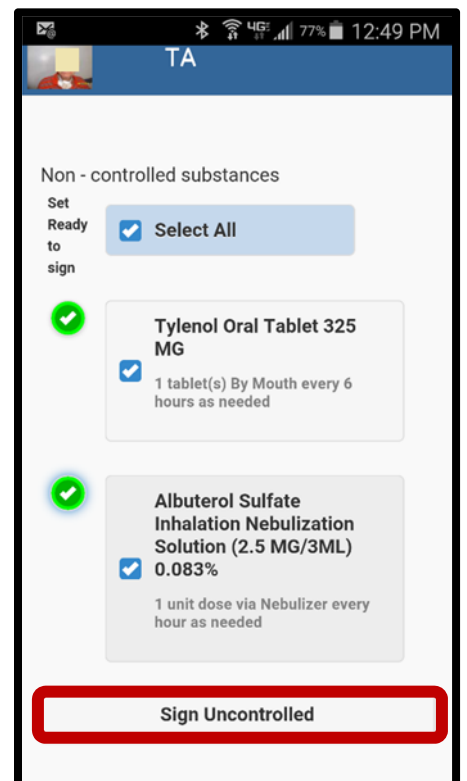 4GE 77% 12:49 PM
TA
Non - controlled substances
Set
Ready
to
sign
Select All
Tylenol Oral Tablet 325
MG
1 tablet(s) By Mouth every 6
hours as needed
Albuterol Sulfate
Inhalation Nebulization
Solution (2.5 MG/3ML)
0.083%
1 unit dose via Nebulizer every
hour as needed
Sign Uncontrolled